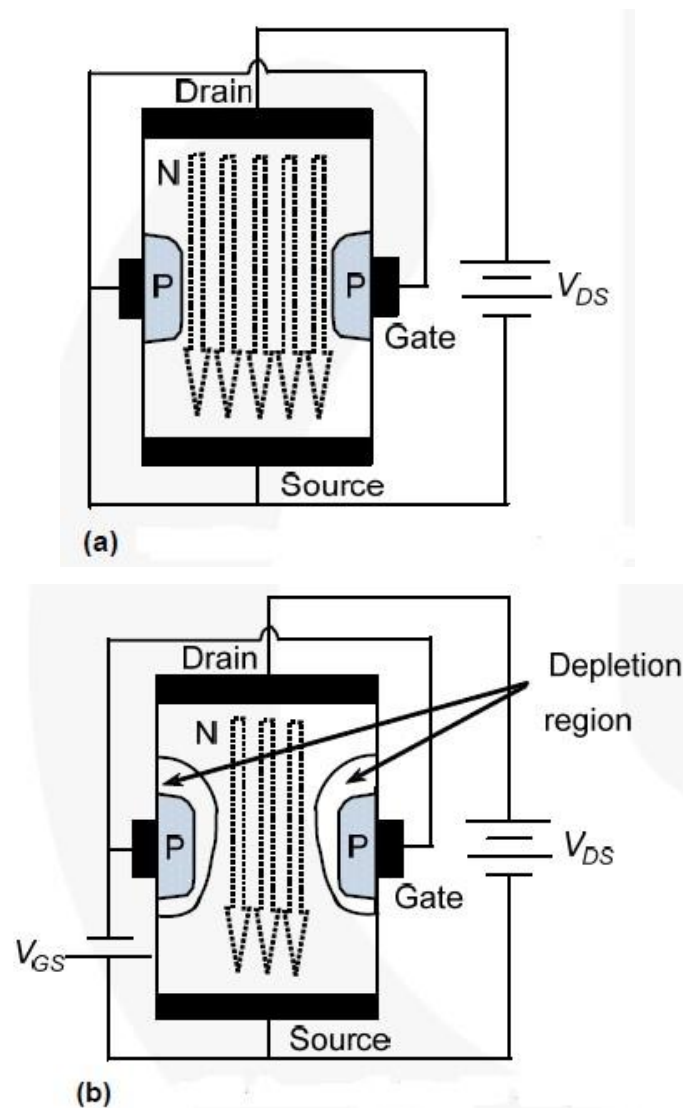 Drain
N
P
P
V_DS
Gate
Source
(a)
Drain
Depletion
region
N
P
P
V_DS
Gate
V_GS
Source
(b)